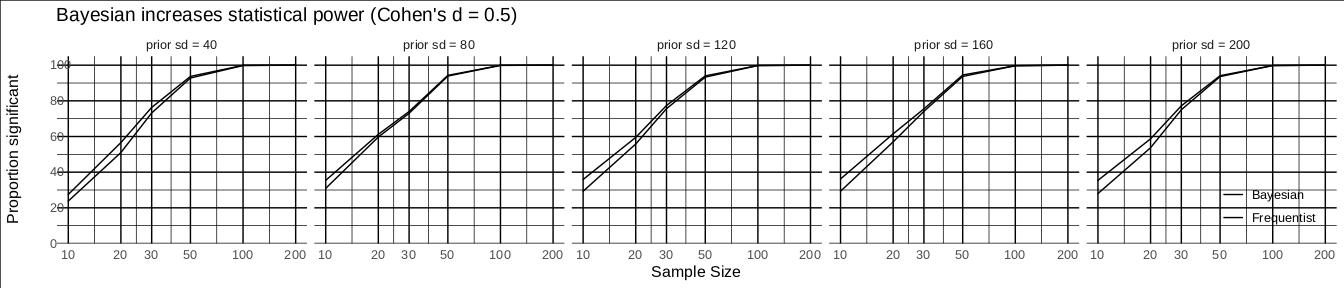 Bayesian increases statistical power (Cohen's d = 0.5)
prior sd = 40 prior sd = 80 prior sd = 120 prior sd = 160 prior sd = 200
Proportion significant
100
80
60
40
20
0
Bayesian
Frequentist
10 20 30 50 100 200 10 20 30 50 100 200 10 20 30 50 100 200 10 20 30 50 100 200 10 20 30 50 100 200
Sample Size